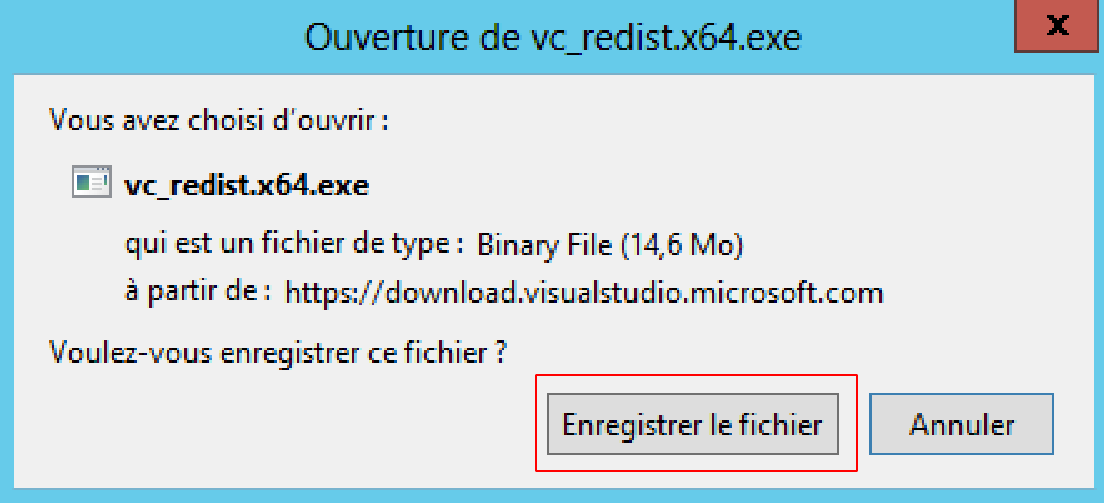 Ouverture de vc_redist.x64.exe
x
Vous avez choisi d'ouvrir :
vc_redist.x64.exe
qui est un fichier de type : Binary File (14,6 Mo)
à partir de : https://download.visualstudio.microsoft.com
Voulez-vous enregistrer ce fichier ?
Enregistrer le fichier Annuler